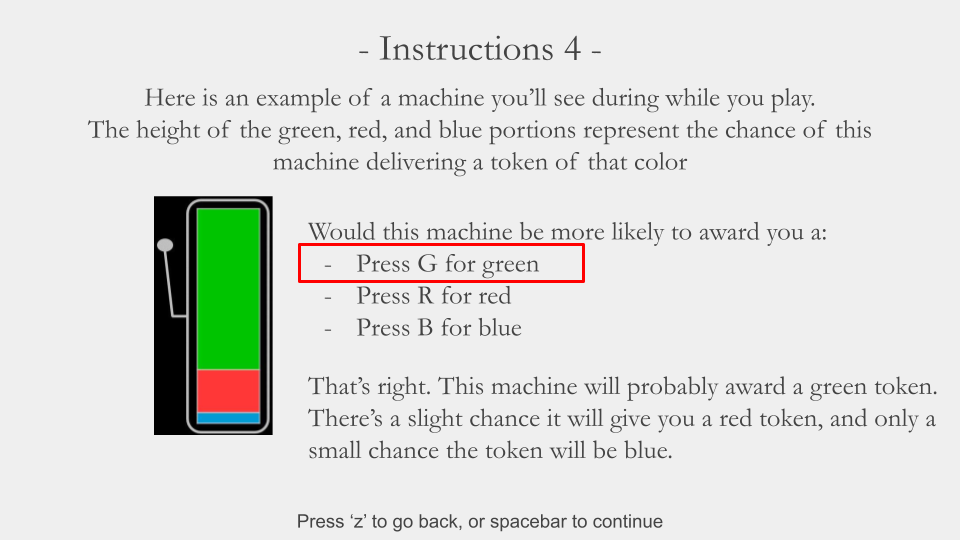 - Instructions 4 -
Here is an example of a machine you’ll see during while you play.
The height of the green, red, and blue portions represent the chance of this
machine delivering a token of that color
Would this machine be more likely to award you a:
- Press G for green
- Press R for red
- Press B for blue
That’s right. This machine will probably award a green token.
There’s a slight chance it will give you a red token, and only a
small chance the token will be blue.
Press ‘z’ to go back, or spacebar to continue